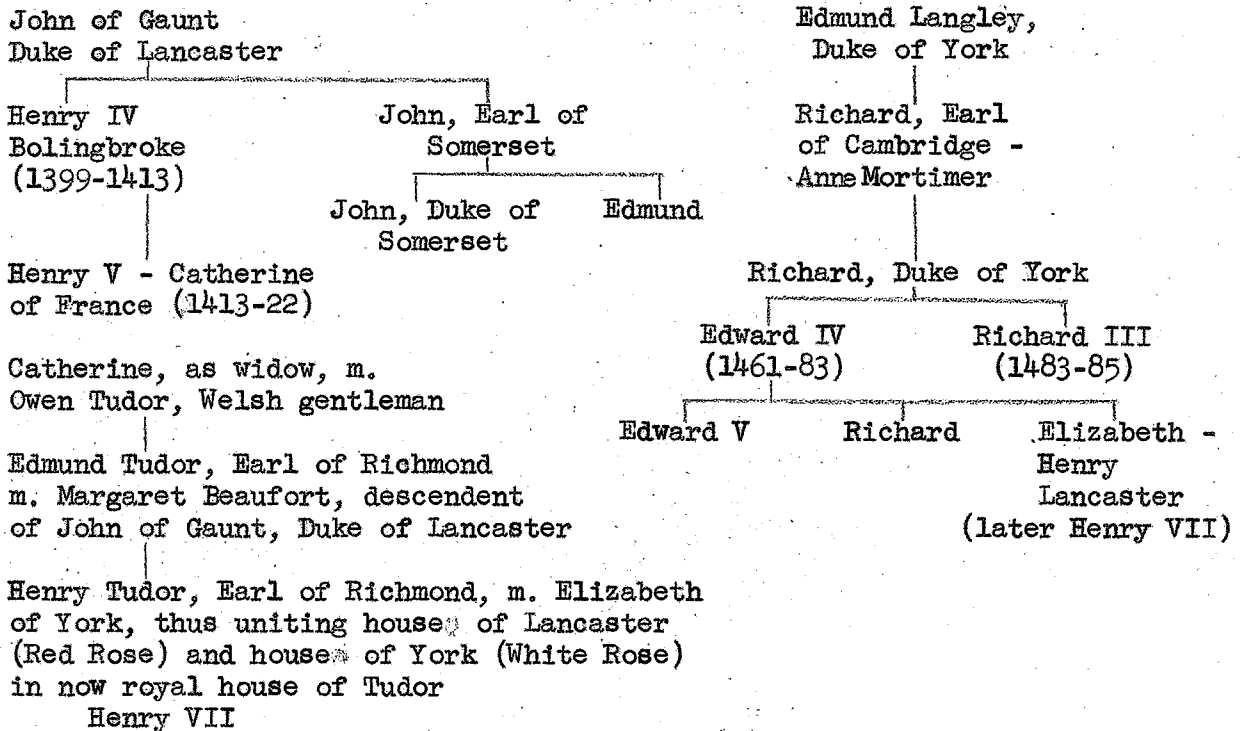 John of Gaunt
Duke of Lancaster
Henry IV
Bolingbroke
(1399-1413)
John, Earl of
Somerset
John, Duke of
Somerset
Edmund
Henry V - Catherine
of France (1413-22)
Catherine, as widow, m.
Owen Tudor, Welsh gentleman
Edmund Tudor, Earl of Richmond
m. Margaret Beaufort, descendent
of John of Gaunt, Duke of Lancaster
Henry Tudor, Earl of Richmond, m. Elizabeth
of York, thus uniting house of Lancaster
(Red Rose) and house of York (White Rose)
in now royal house of Tudor
Henry VII
Edmund Langley,
Duke of York
Richard, Earl
of Cambridge -
Anne Mortimer
Richard, Duke of York
Edward IV
(1461-83)
Richard III
(1483-85)
Edward V
Richard
Elizabeth -
Henry
Lancaster
(later Henry VII)